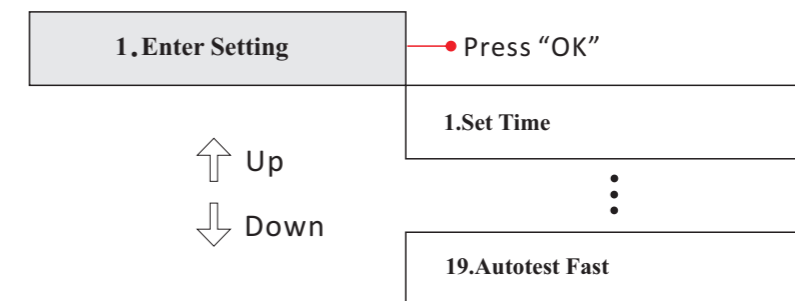 1.Enter Setting
Press “OK”
1.Set Time
Up
Down
19.Autotest Fast